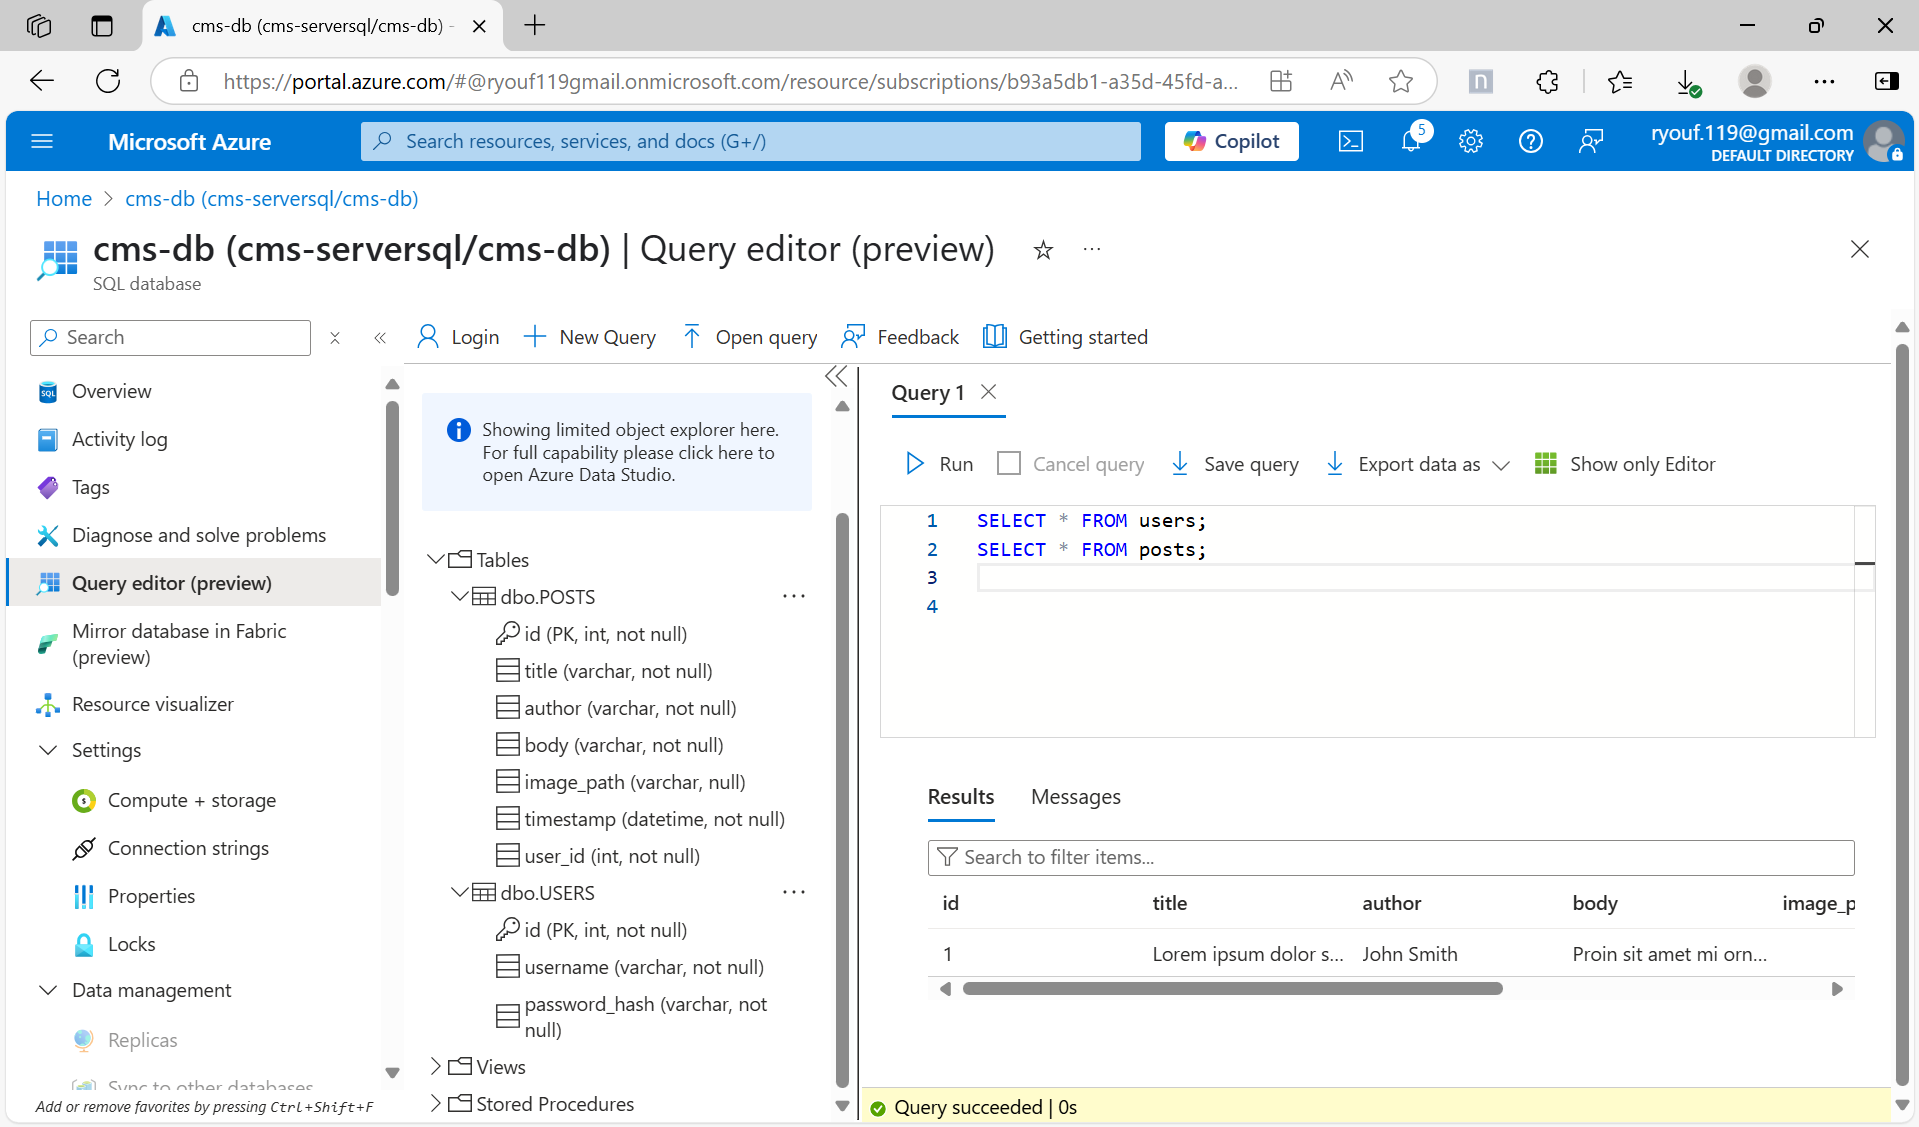 cms-db (cms-serversql/cms-db) -
https://portal.azure.com/#@ryouf119gmail.onmicrosoft.com/resource/subscriptions/b93a5db1-a35d-45fd-a...
n
Microsoft Azure
Search resources, services, and docs (G+/)
Copilot
5
ryouf.119@gmail.com
DEFAULT DIRECTORY
Home
cms-db (cms-serversql/cms-db)
cms-db (cms-serversql/cms-db) | Query editor (preview)
SQL database
Search
Login
New Query
Open query
Feedback
Getting started
SQL
Overview
Activity log
Tags
Diagnose and solve problems
Query editor (preview)
Mirror database in Fabric
(preview)
Resource visualizer
Settings
Compute + storage
Connection strings
Properties
Locks
Data management
Replicas
Sync to other databases
Add or remove favorites by pressing Ctrl+Shift+F
Showing limited object explorer here.
For full capability please click here to
open Azure Data Studio.
Tables
dbo.POSTS
id (PK, int, not null)
title (varchar, not null)
author (varchar, not null)
body (varchar, not null)
image_path (varchar, null)
timestamp (datetime, not null)
user_id (int, not null)
dbo.USERS
id (PK, int, not null)
username (varchar, not null)
password_hash (varchar, not
null)
Views
Stored Procedures
Query 1
Run
Cancel query
Save query
Export data as
Show only Editor
1 SELECT * FROM users;
2 SELECT * FROM posts;
3
4
Results
Messages
Search to filter items...
id title author body image_p
1 Lorem ipsum dolor s... John Smith Proin sit amet mi orn...
Query succeeded | 0s